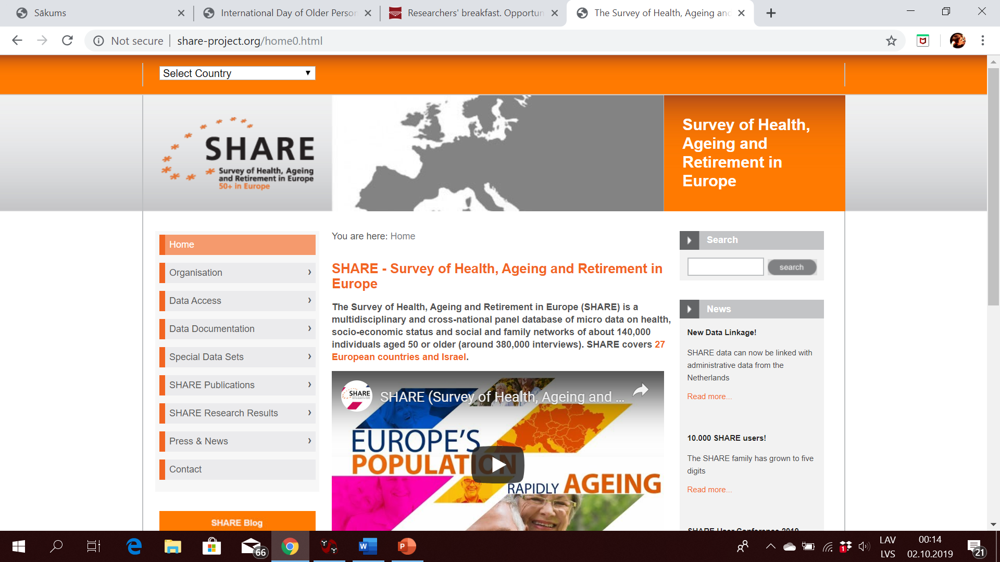 Sākums
International Day of Older Person
Researchers' breakfast. Opportun
The Survey of Health, Ageing and
Not secure
share-project.org/home0.html
Select Country
SHARE
Survey of Health, Ageing
and Retirement in Europe
50+ in Europe
Survey of Health,
Ageing and
Retirement in
Europe
Home
Organisation
Data Access
Data Documentation
Special Data Sets
SHARE Publications
SHARE Research Results
Press & News
Contact
SHARE Blog
You are here: Home
SHARE - Survey of Health, Ageing and Retirement in
Europe
The Survey of Health, Ageing and Retirement in Europe (SHARE) is a
multidisciplinary and cross-national panel database of micro data on health,
socio-economic status and social and family networks of about 140,000
individuals aged 50 or older (around 380,000 interviews). SHARE covers 27
European countries and Israel.
SHARE
SHARE (Survey of Health, Ageing and ...
EUROPE'S
POPULATION
RAPIDLY AGEING
Search
search
News
New Data Linkage!
SHARE data can now be linked with
administrative data from the
Netherlands
Read more...
10.000 SHARE users!
The SHARE family has grown to five
digits
Read more...
SHARE User Conference 2019
66
W
P
1
LAV
LVS
00:14
02.10.2019
21